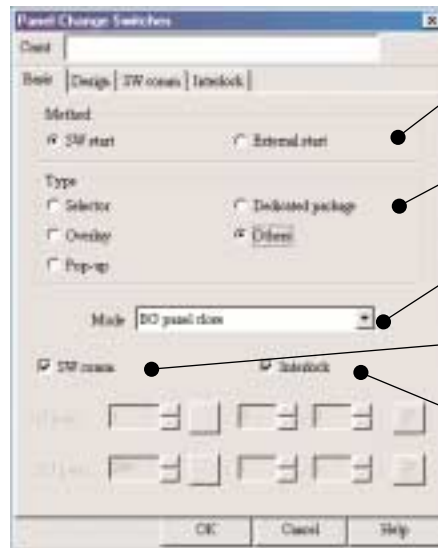 Panel Change Switches
Basic Design SW comm Interlock
Method
SW start External start
Type
Selector Dedicated package
Overlay Others
Pop-up
Mode panel close
SW comm Interlock
OK Cancel Help